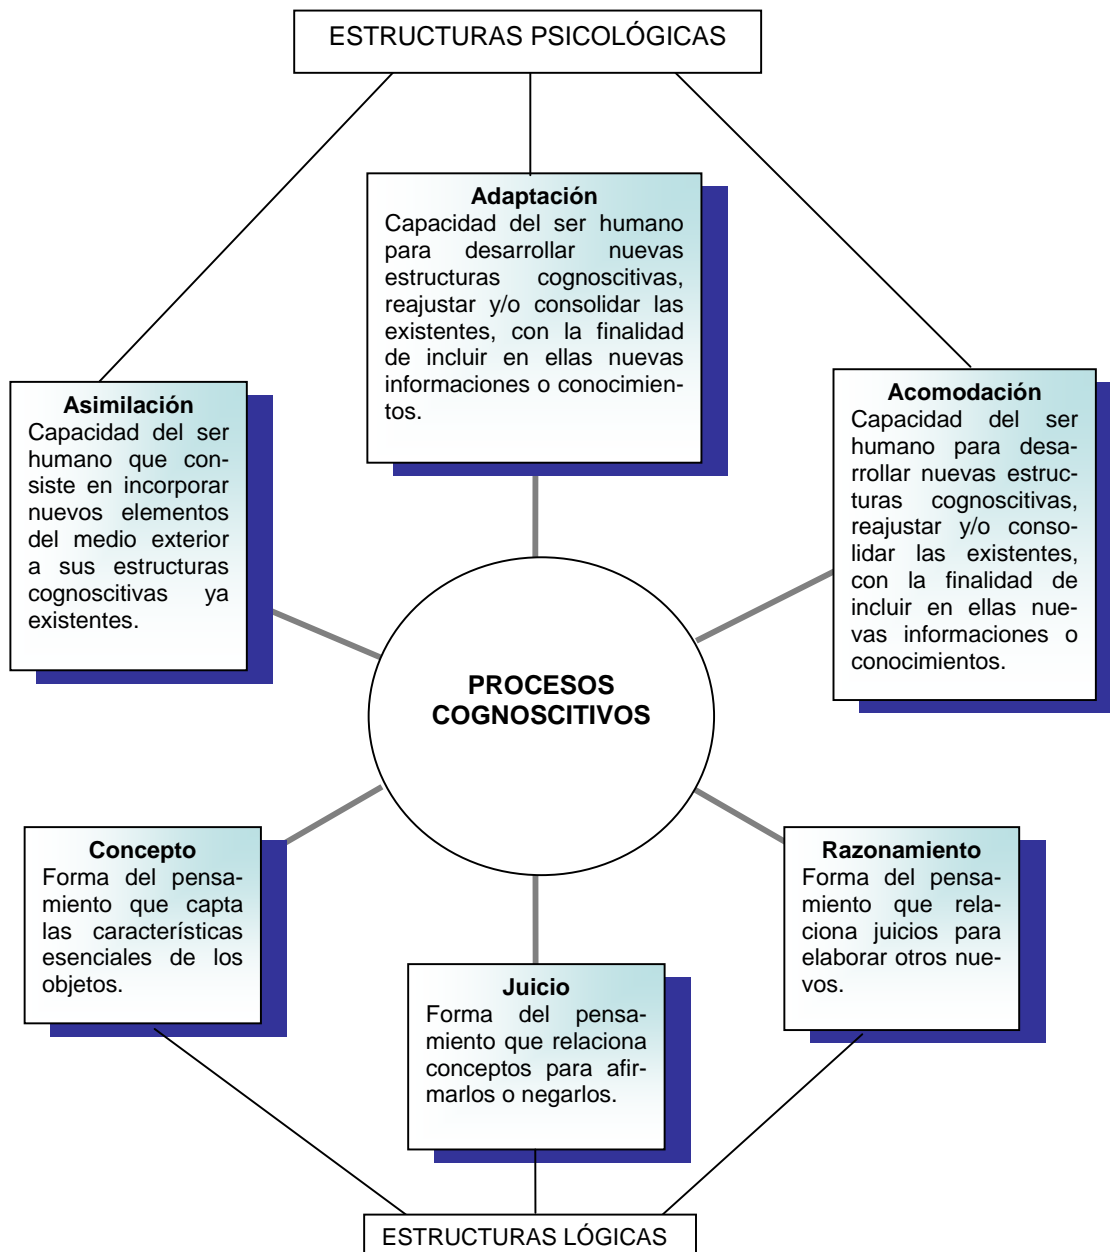 ESTRUCTURAS PSICOLÓGICAS
Adaptación
Capacidad del ser humano
para desarrollar nuevas
estructuras cognoscitivas,
reajustar y/o consolidar las
existentes, con la finalidad
de incluir en ellas nuevas
informaciones o conocimien-
tos.
Asimilación
Capacidad del ser
humano que con-
siste en incorporar
nuevos elementos
del medio exterior
a sus estructuras
cognoscitivas ya
existentes.
Acomodación
Capacidad del ser
humano para desa-
rrollar nuevas estruc-
turas cognoscitivas,
reajustar y/o conso-
lidar las existentes,
con la finalidad de
incluir en ellas nue-
vas informaciones o
conocimientos.
PROCESOS
COGNOSCITIVOS
Concepto
Forma del pensa-
miento que capta
las características
esenciales de los
objetos.
Juicio
Forma del pensa-
miento que relaciona
conceptos para afir-
marlos o negarlos.
Razonamiento
Forma del pensa-
miento que rela-
ciona juicios para
elaborar otros nue-
vos.
ESTRUCTURAS LÓGICAS